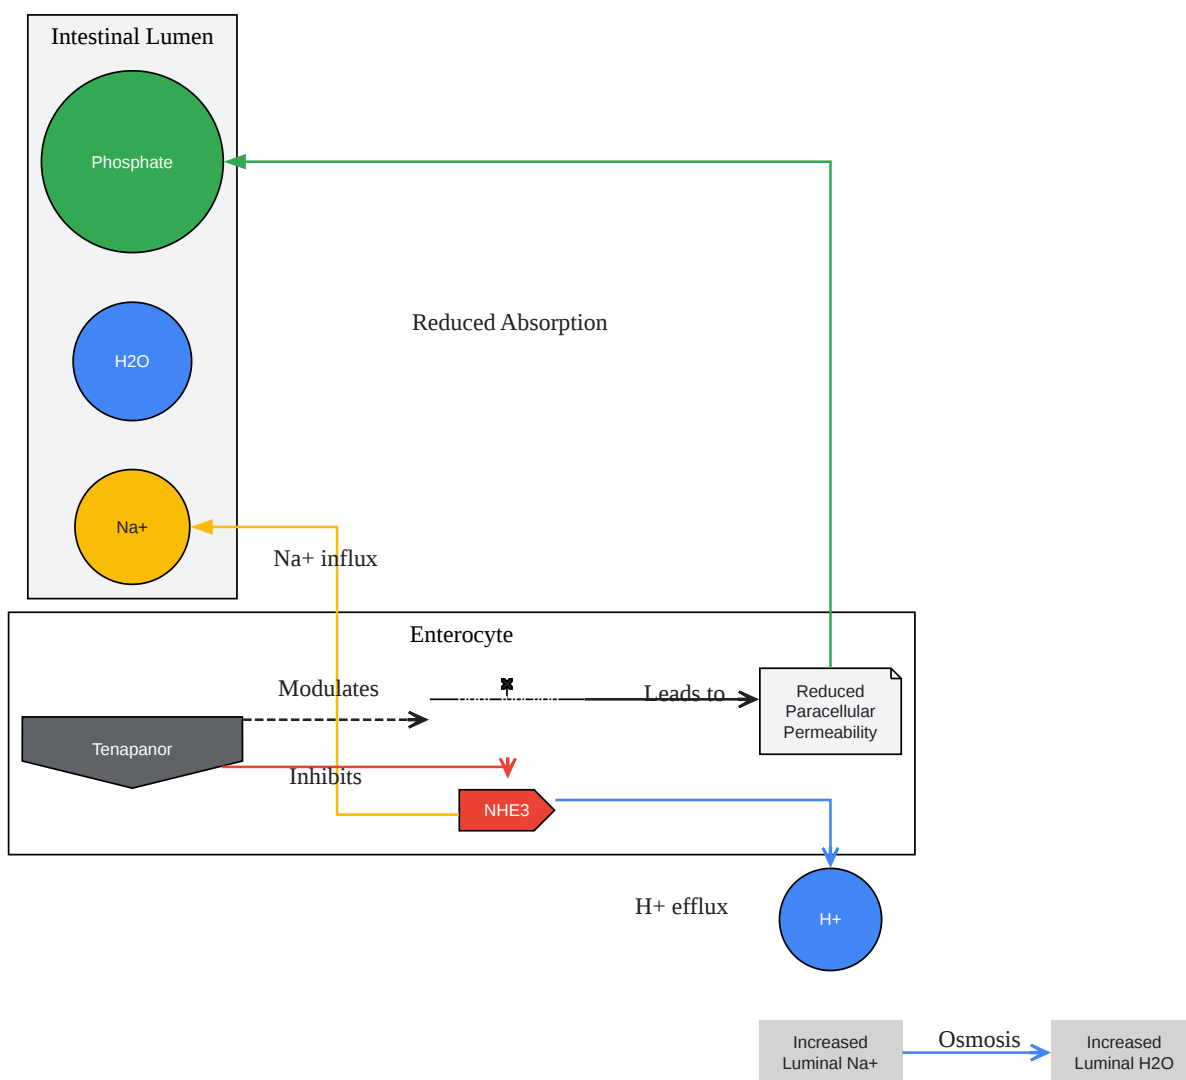 Intestinal Lumen
Phosphate
Reduced Absorption
H2O
Na+
Na+ influx
Enterocyte
Modulates
Leads to
Reduced
Paracellular
Permeability
Tenapanor
Inhibits
NHE3
H+ efflux
H+
Increased
Luminal Na+
Osmosis
Increased
Luminal H2O